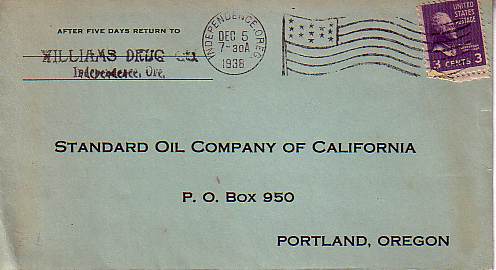 AFTER FIVE DAYS RETURN TO
WILLIAMS DRUG CO.
Independence, Ore.
INDEPENDENCE, OREG.
DEC 5
7-30A
1938
UNITED
STATES
POSTAGE
3 CENTS 3
STANDARD OIL COMPANY OF CALIFORNIA
P. O. BOX 950
PORTLAND, OREGON